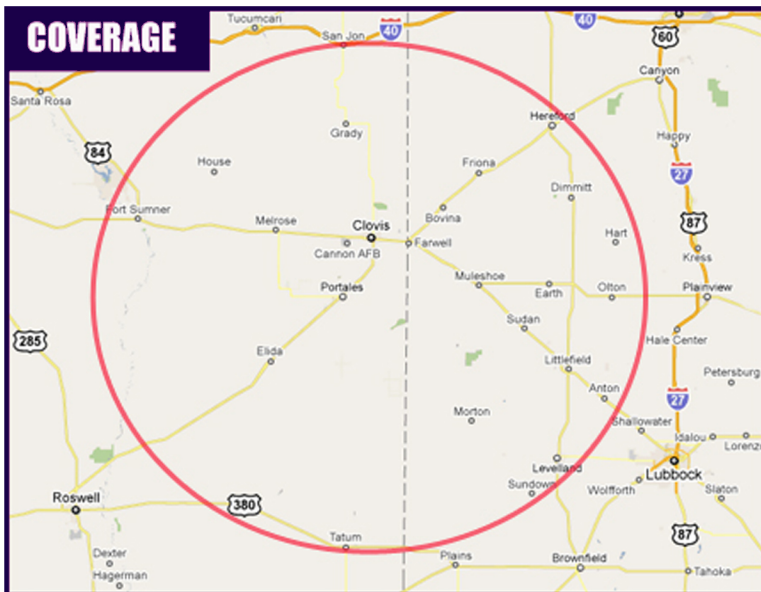 COVERAGE
Tucumcari
40
40
San Jon
60
Canyon
Santa Rosa
Hereford
Grady
Happy
84
House
Friona
27
Dimmitt
Fort Sumner
Bovina
87
Melrose
Clovis
Hart
Cannon AFB
Farwell
Kress
Muleshoe
Portales
Earth
Olton
Plainview
Sudan
285
Hale Center
Elida
Littlefield
Petersburg
Anton
27
Morton
Shallowater
Idalou
Lorenzo
Levelland
Lubbock
Roswell
380
Sundown
Wolfforth
Slaton
87
Tatum
Dexter
Plains
Brownfield
Tahoka
Hagerman